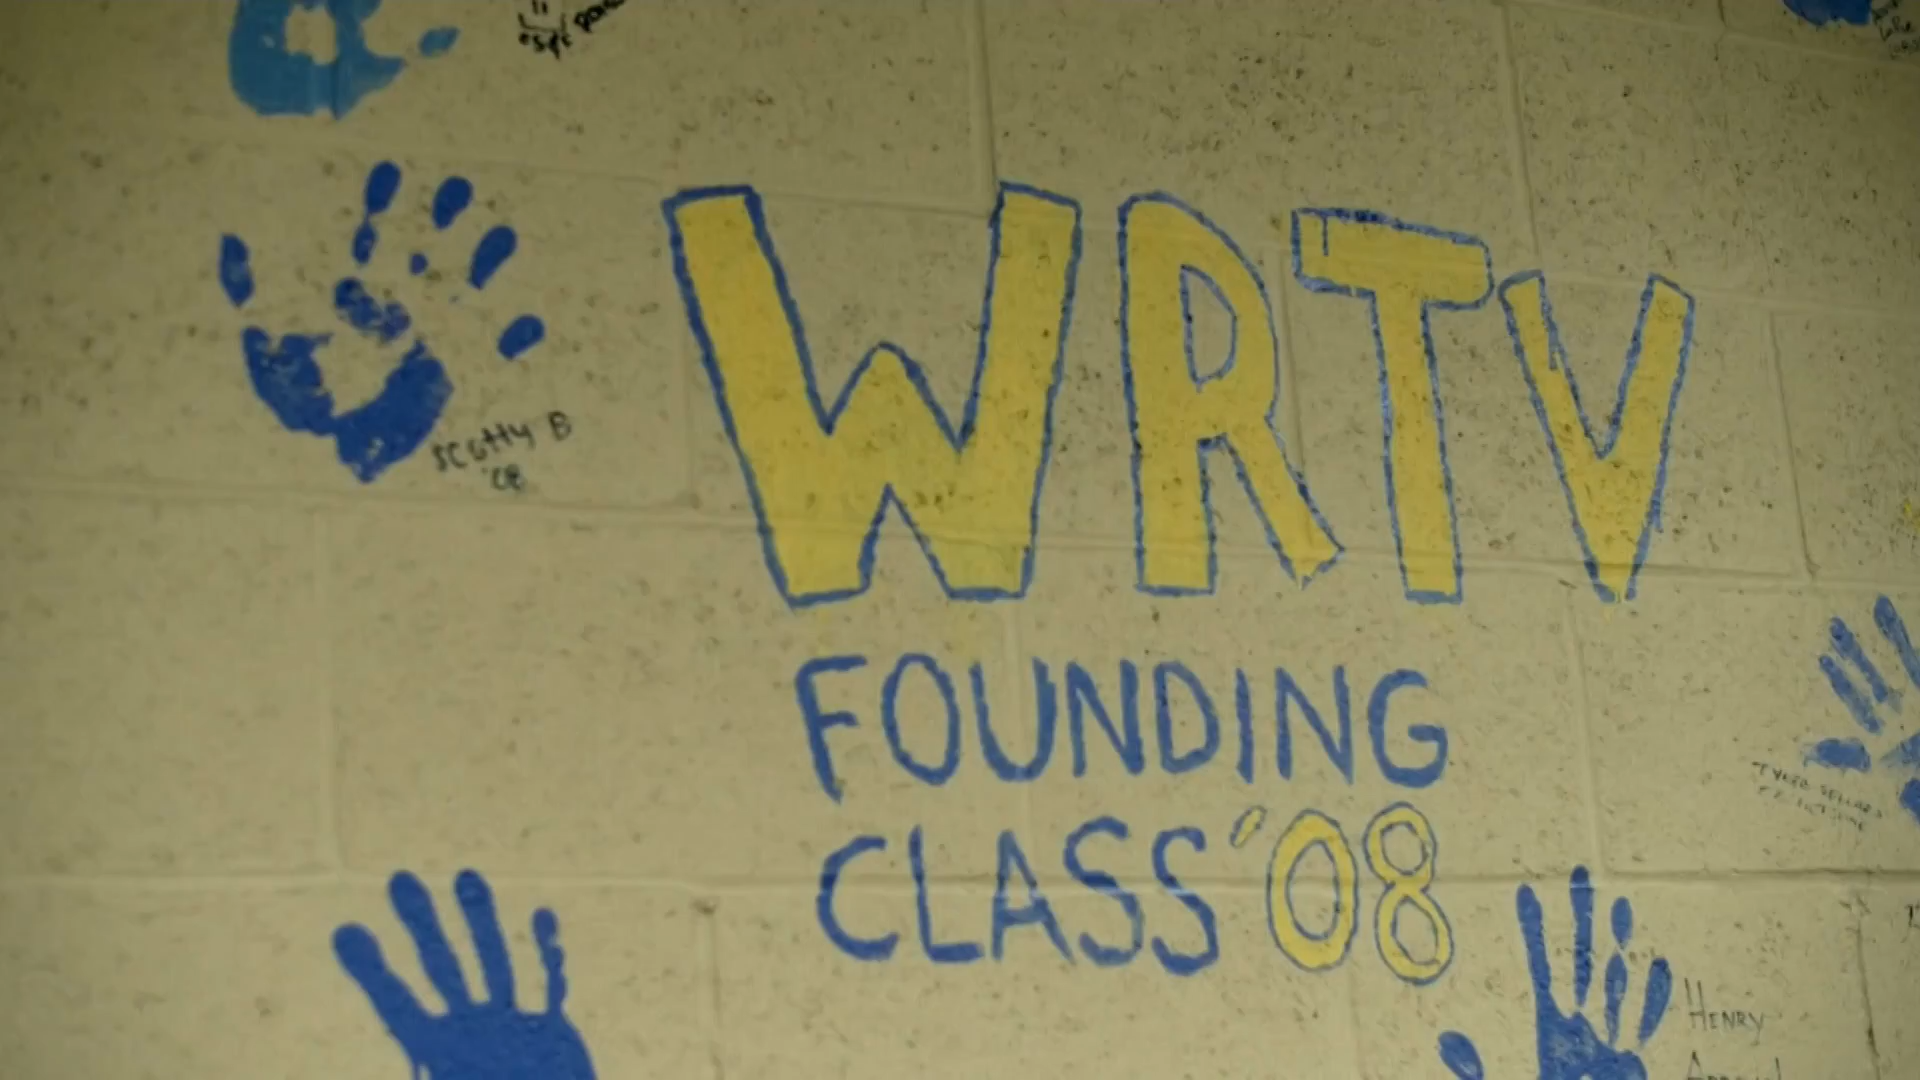 WRTV
SCOTTY B
'08
FOUNDING
CLASS '08
HENRY